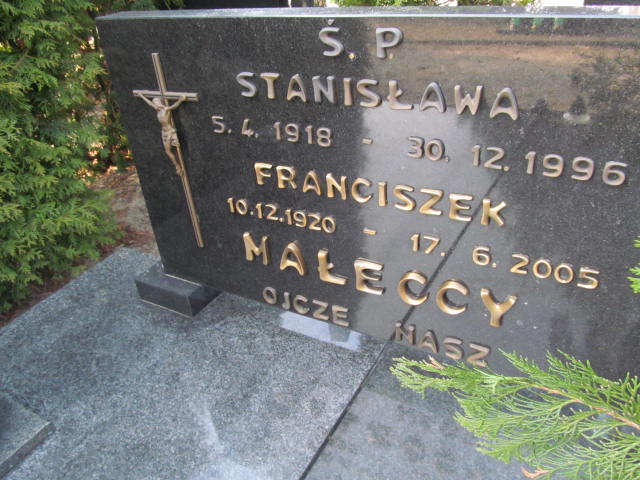 Ś. P.
STANISŁAWA
5. 4. 1918 - 30. 12. 1996
FRANCISZEK
10.12.1920 - 17. 6. 2005
MAŁECCY
OJCZE NASZ